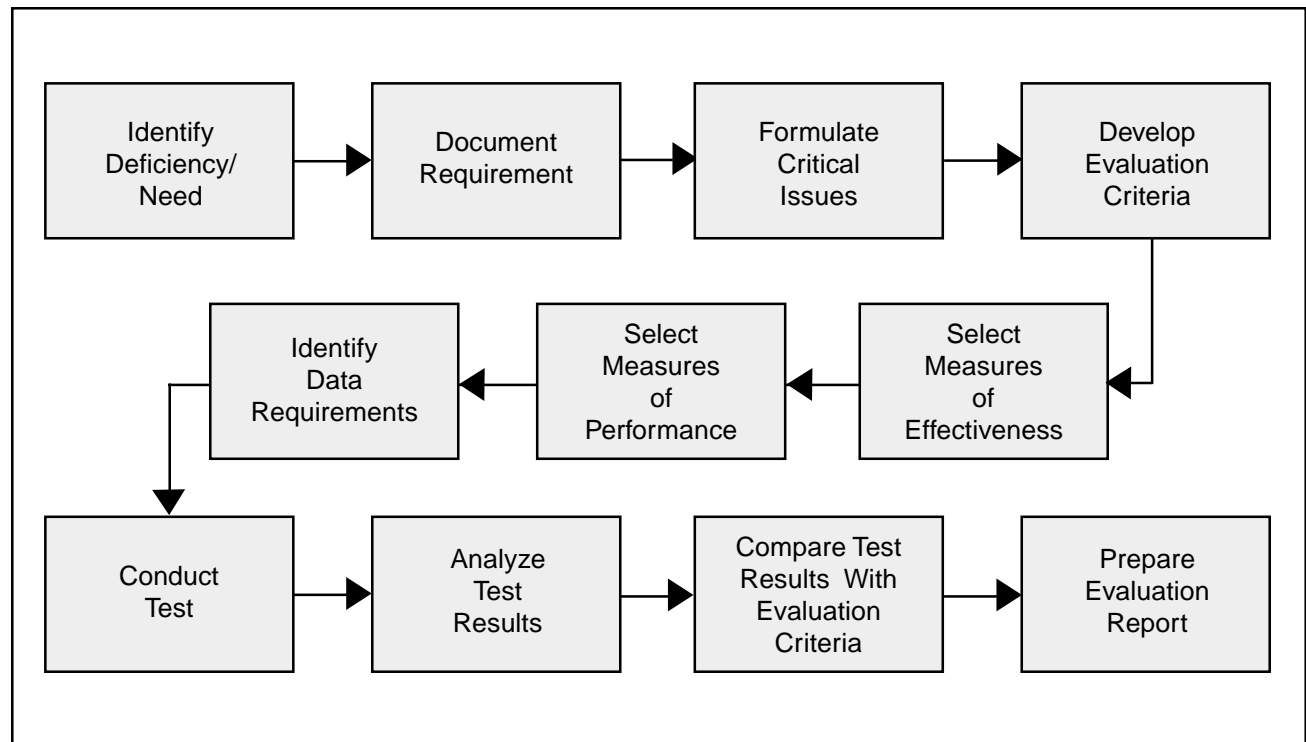 Identify
Deficiency/
Need
Document
Requirement
Formulate
Critical
Issues
Develop
Evaluation
Criteria
Select
Measures
of
Effectiveness
Select
Measures
of
Performance
Identify
Data
Requirements
Conduct
Test
Analyze
Test
Results
Compare Test
Results With
Evaluation
Criteria
Prepare
Evaluation
Report